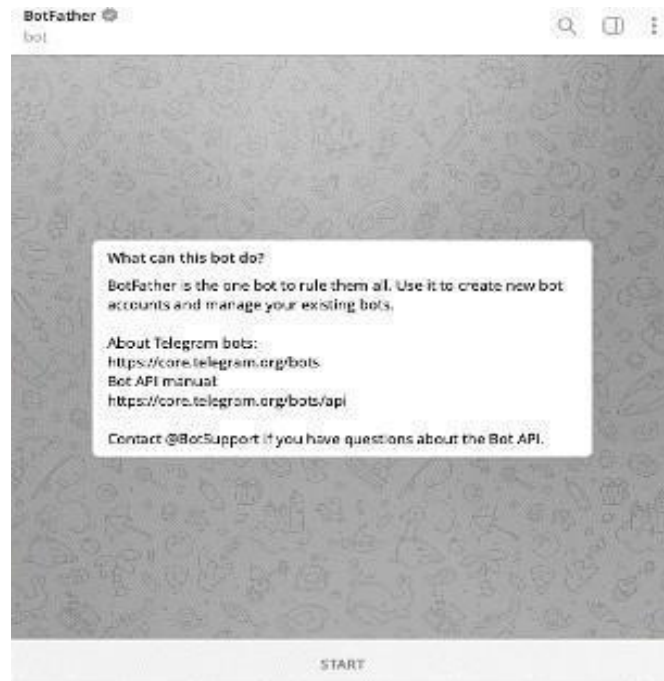 BotFather
bot
What can this bot do?
BotFather is the one bot to rule them all. Use it to create new bot
accounts and manage your existing bots.
About Telegram bots:
https://core.telegram.org/bots
Bot API manual:
https://core.telegram.org/bots/api
Contact @BotSupport if you have questions about the Bot API.
START